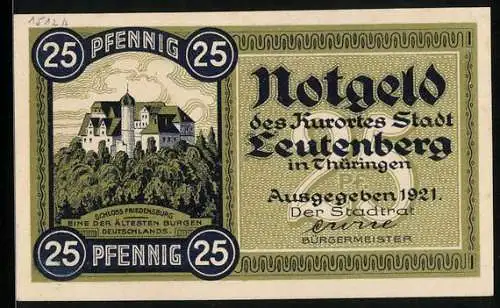 25 PFENNIG 25
SCHLOSS FRIEDENSBURG
EINE DER ÄLTESTEN BURGEN
DEUTSCHLANDS.
25 PFENNIG 25
Notgeld
des Kurortes Stadt
Leutenberg
in Thüringen
25
Ausgegeben 1921.
Der Stadtrat
BÜRGERMEISTER